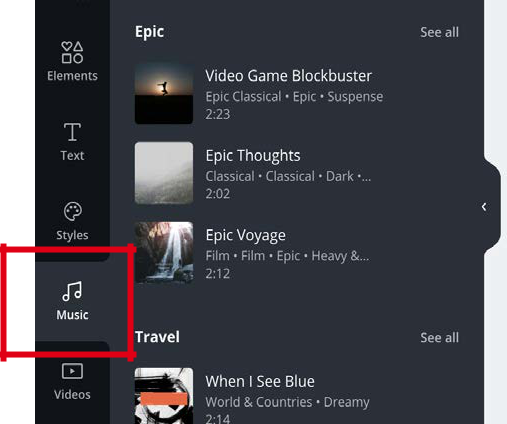 Elements
Text
Styles
Music
Videos
Epic
See all
Video Game Blockbuster
Epic Classical • Epic • Suspense
2:23
Epic Thoughts
Classical • Classical • Dark •...
2:02
Epic Voyage
Film • Film • Epic • Heavy &...
2:12
Travel
See all
When I See Blue
World & Countries • Dreamy
2:14